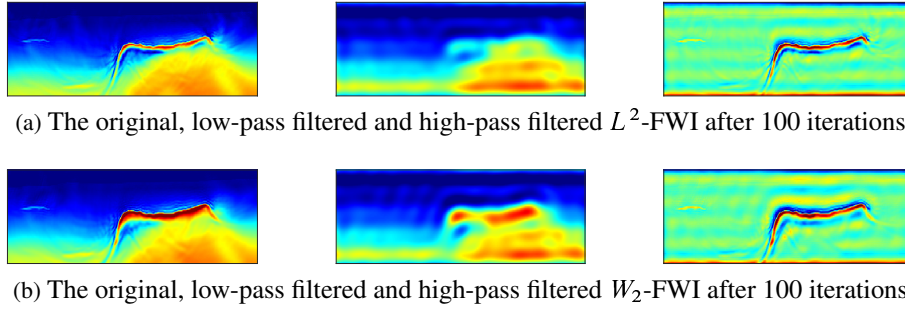 (a) The original, low-pass filtered and high-pass filtered L²-FWI after 100 iterations
(b) The original, low-pass filtered and high-pass filtered W₂-FWI after 100 iterations